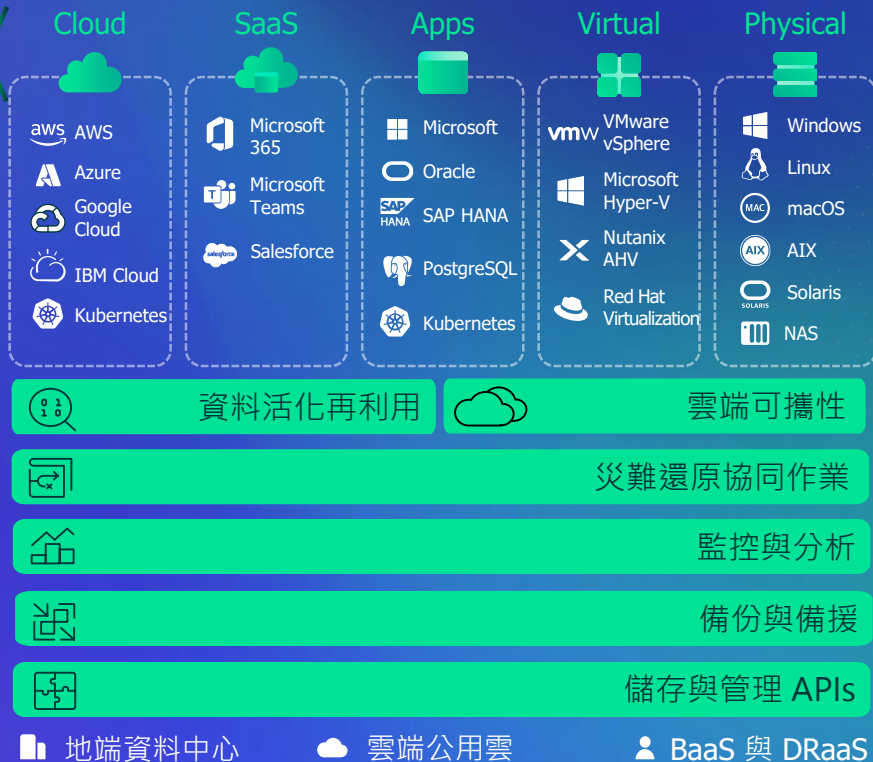 Cloud
SaaS
Apps
Virtual
Physical
aws AWS
Azure
Google
Cloud
IBM Cloud
Kubernetes
Microsoft
365
T
Microsoft
Teams
salesforce Salesforce
Microsoft
Oracle
SAP
HANA
SAP HANA
PostgreSQL
Kubernetes
vmw
VMware
vSphere
Microsoft
Hyper-V
Nutanix
AHV
Red Hat
Virtualization
Windows
Linux
MAC macOS
AIX AIX
SOLARIS Solaris
NAS
0 1
1 0
資料活化再利用
雲端可攜性
災難還原協同作業
監控與分析
備份與備援
儲存與管理 APIs
地端資料中心
雲端公用雲
BaaS 與 DRaaS